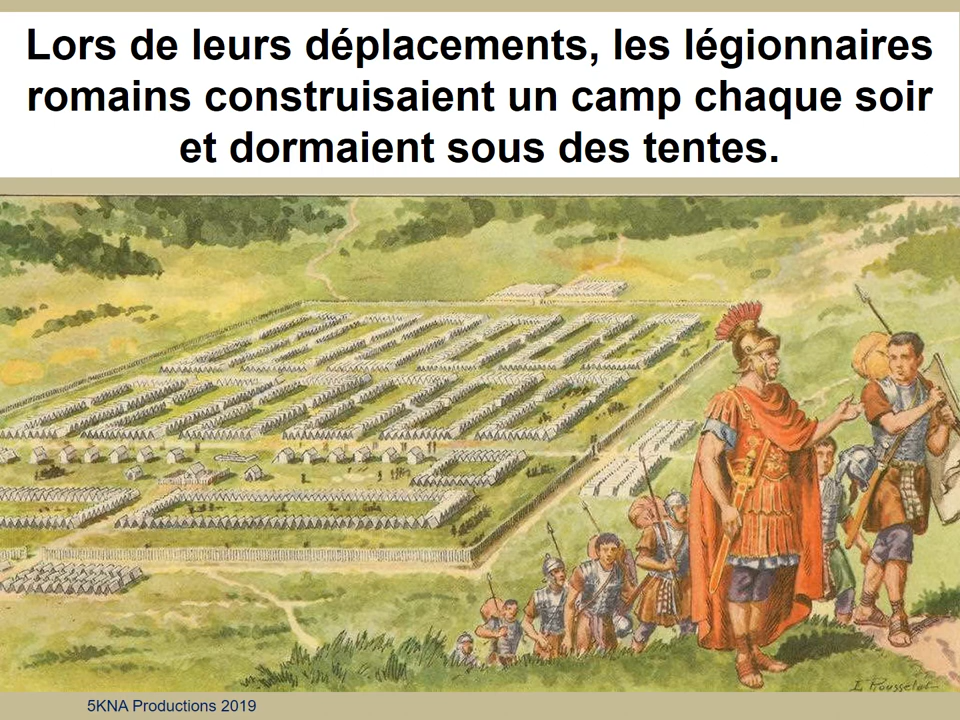 Lors de leurs déplacements, les légionnaires
romains construisaient un camp chaque soir
et dormaient sous des tentes.
L. Rousselot
5KNA Productions 2019